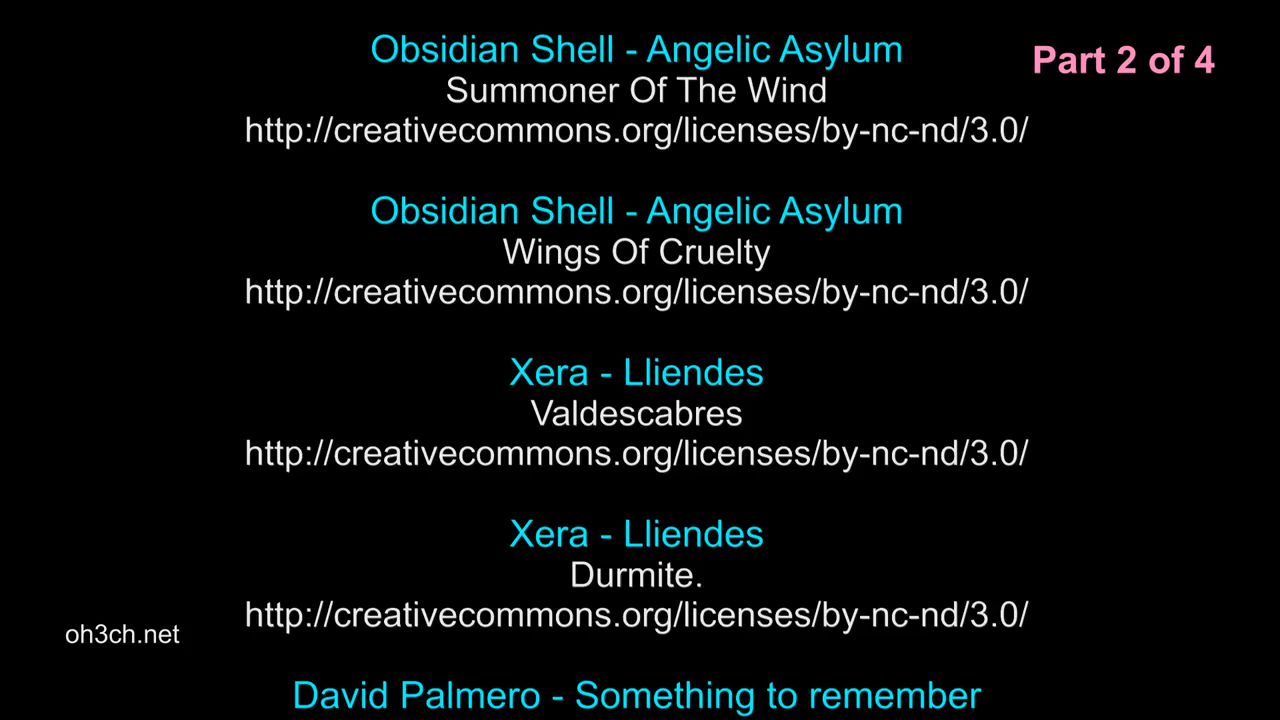 Obsidian Shell - Angelic Asylum
Part 2 of 4
Summoner Of The Wind
http://creativecommons.org/licenses/by-nc-nd/3.0/
Obsidian Shell - Angelic Asylum
Wings Of Cruelty
http://creativecommons.org/licenses/by-nc-nd/3.0/
Xera - Lliendes
Valdescabres
http://creativecommons.org/licenses/by-nc-nd/3.0/
Xera - Lliendes
Durmite.
http://creativecommons.org/licenses/by-nc-nd/3.0/
oh3ch.net
David Palmero - Something to remember